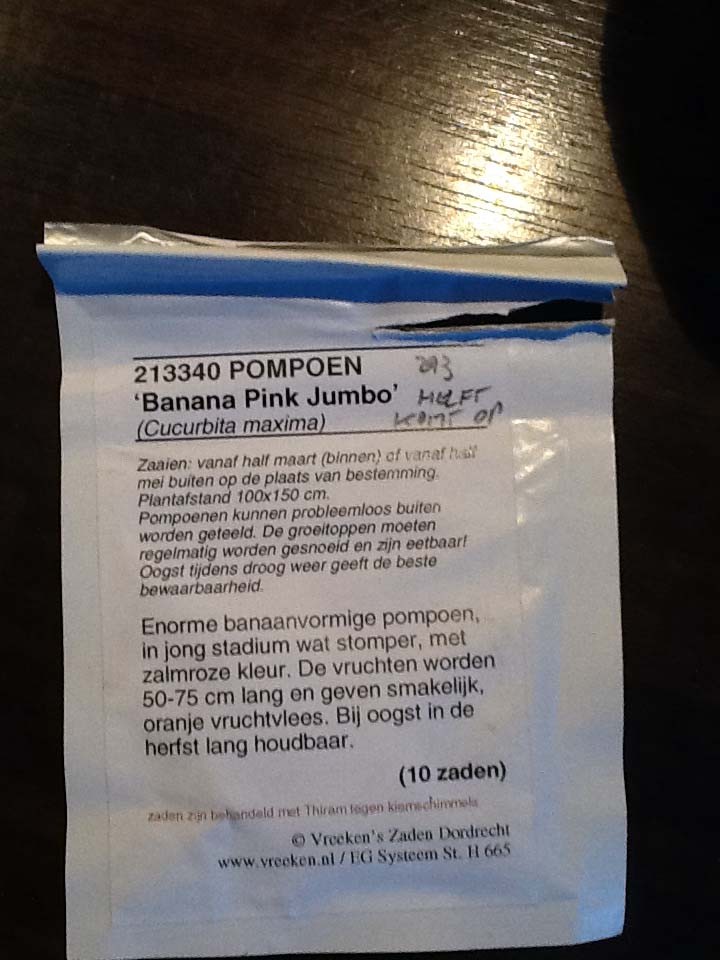 213340 POMPOEN
'Banana Pink Jumbo' HELFT
(Cucurbita maxima) KOMT OP
Zaaien: vanaf half maart (binnen) of vanaf half
mei buiten op de plaats van bestemming.
Plantafstand 100x150 cm.
Pompoenen kunnen probleemloos buiten
worden geteeld. De groeitoppen moeten
regelmatig worden gesnoeid en zijn eetbaar!
Oogst tijdens droog weer geeft de beste
bewaarbaarheid.
Enorme banaanvormige pompoen,
in jong stadium wat stomper, met
zalmroze kleur. De vruchten worden
50-75 cm lang en geven smakelijk,
oranje vruchtvlees. Bij oogst in de
herfst lang houdbaar.
(10 zaden)
zaden zijn behandeld met Thiram tegen kiemschimmels
© Vreeken's Zaden Dordrecht
www.vreeken.nl / EG Systeem St. H 665